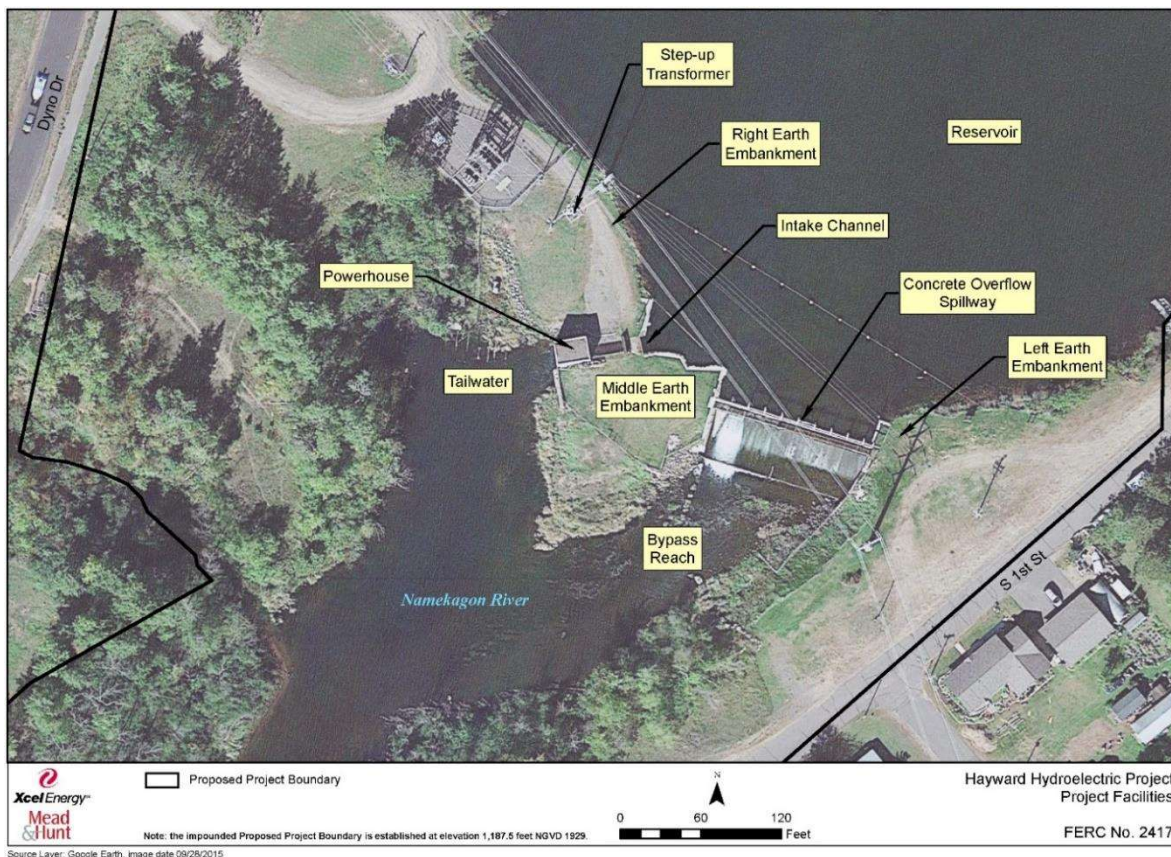 Dyno Dr
Step-up
Transformer
Right Earth
Embankment
Reservoir
Intake Channel
Powerhouse
Concrete Overflow
Spillway
Left Earth
Embankment
Tailwater
Middle Earth
Embankment
Bypass
Reach
S 1st St
Namekagon River
Xcel Energy
Mead
&Hunt
Proposed Project Boundary
Note: the impounded Proposed Project Boundary is established at elevation 1,187.5 feet NGVD 1929.
N
0 60 120
Feet
Hayward Hydroelectric Project
Project Facilities
FERC No. 2417
Source Layer: Google Earth, image date 09/28/2015